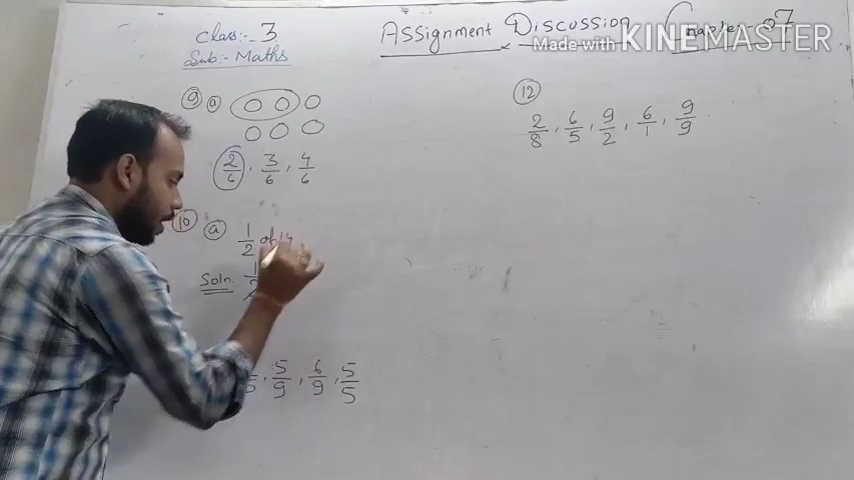 class:- 3
Sub:- Maths
Assignment Discussion Chapter-07
Made with KINEMASTER
9 a
2/6, 3/6, 4/6
10 a 1/2 of 14
Soln.
5/9, 6/9, 5/5
12
2/8, 6/5, 9/2, 6/1, 9/9